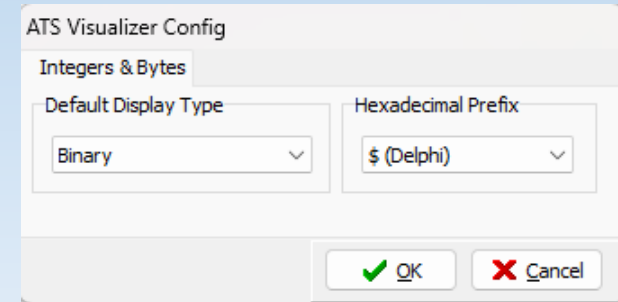 ATS Visualizer Config
Integers & Bytes
Default Display Type
Hexadecimal Prefix
Binary
$ (Delphi)
OK
Cancel